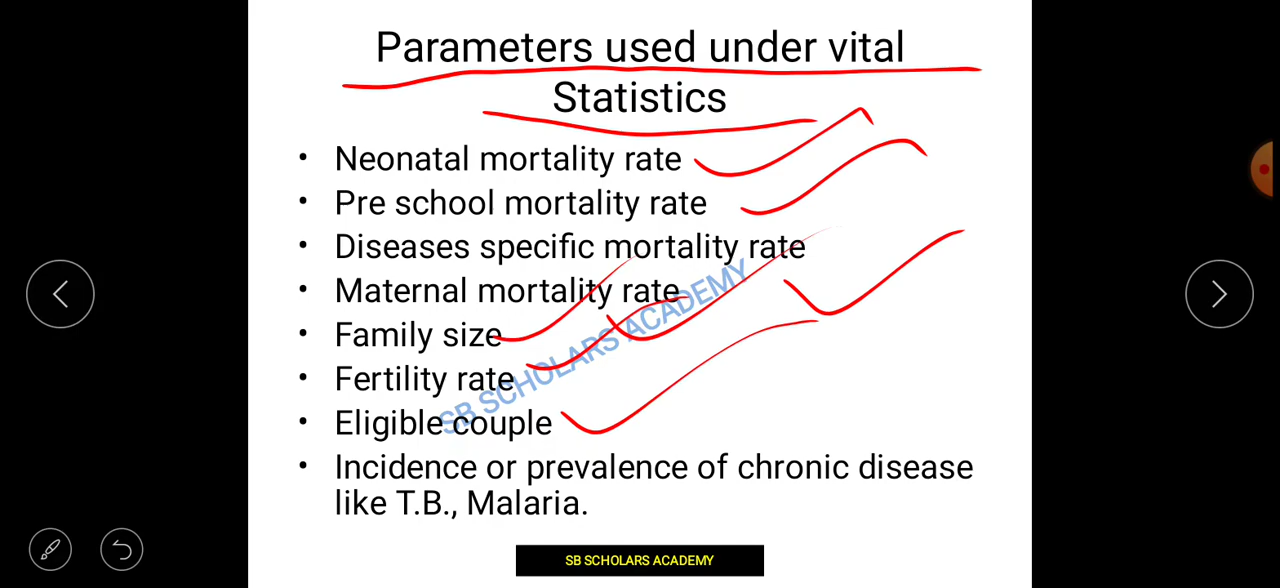 Parameters used under vital
Statistics
• Neonatal mortality rate
• Pre school mortality rate
• Diseases specific mortality rate
• Maternal mortality rate
• Family size
• Fertility rate
• Eligible couple
• Incidence or prevalence of chronic disease
like T.B., Malaria.
SB SCHOLARS ACADEMY
SB SCHOLARS ACADEMY